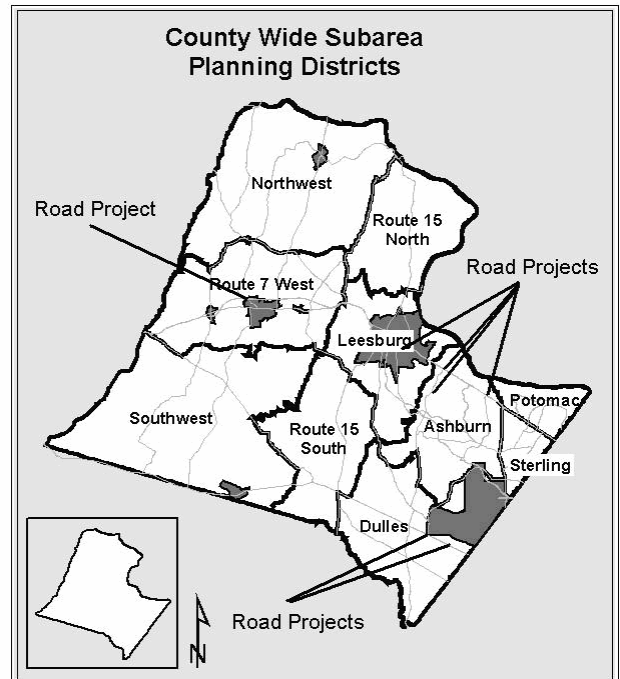 County Wide Subarea
Planning Districts
Northwest
Road Project
Route 15
North
Road Projects
Route 7 West
Leesburg
Potomac
Southwest
Route 15
South
Ashburn
Sterling
Dulles
Road Projects
N